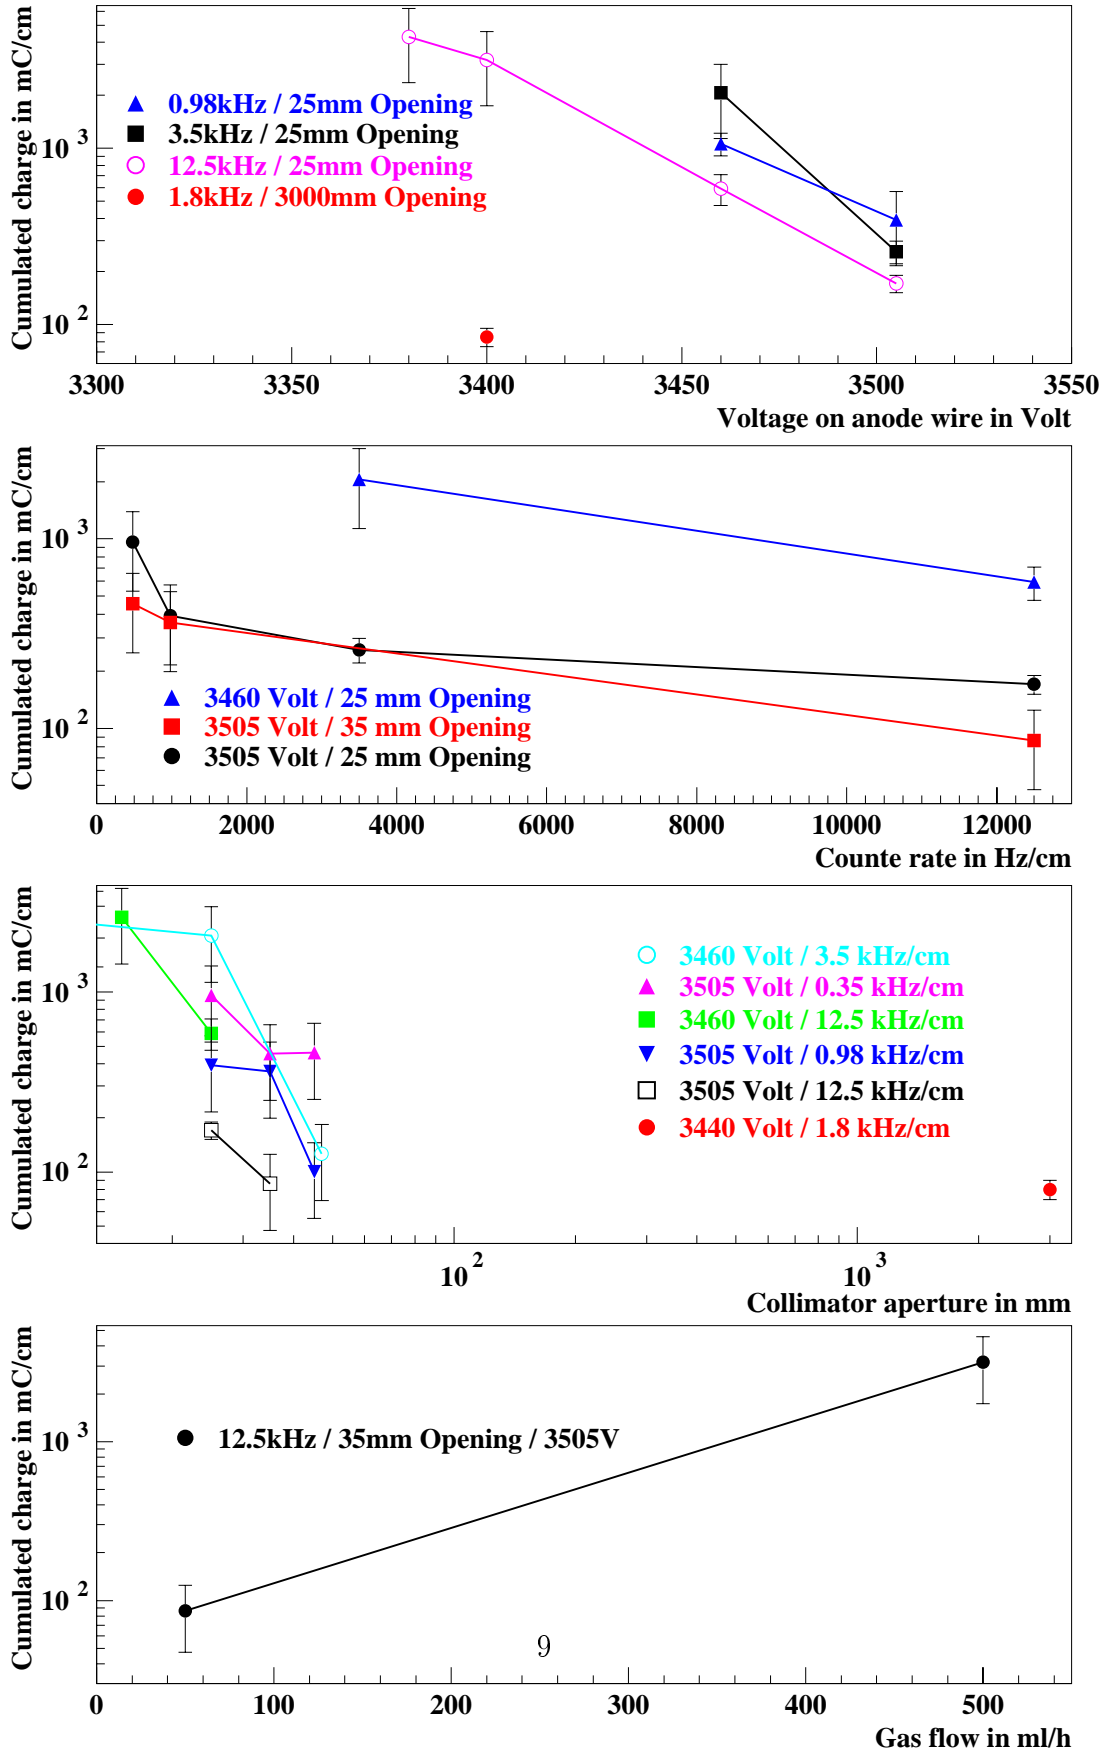 Cumulated charge in mC/cm
10 3
10 2
0.98kHz / 25mm Opening
3.5kHz / 25mm Opening
12.5kHz / 25mm Opening
1.8kHz / 3000mm Opening
3300 3350 3400 3450 3500 3550
Voltage on anode wire in Volt
Cumulated charge in mC/cm
10 3
10 2
3460 Volt / 25 mm Opening
3505 Volt / 35 mm Opening
3505 Volt / 25 mm Opening
0 2000 4000 6000 8000 10000 12000
Counte rate in Hz/cm
Cumulated charge in mC/cm
10 3
10 2
3460 Volt / 3.5 kHz/cm
3505 Volt / 0.35 kHz/cm
3460 Volt / 12.5 kHz/cm
3505 Volt / 0.98 kHz/cm
3505 Volt / 12.5 kHz/cm
3440 Volt / 1.8 kHz/cm
10 2 10 3
Collimator aperture in mm
Cumulated charge in mC/cm
10 3
10 2
12.5kHz / 35mm Opening / 3505V
9
0 100 200 300 400 500
Gas flow in ml/h